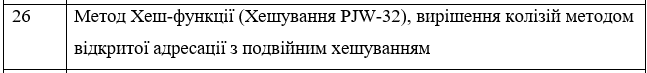 26 Метод Хеш-функції (Хешування PJW-32), вирішення колізій методом
відкритої адресації з подвійним хешуванням